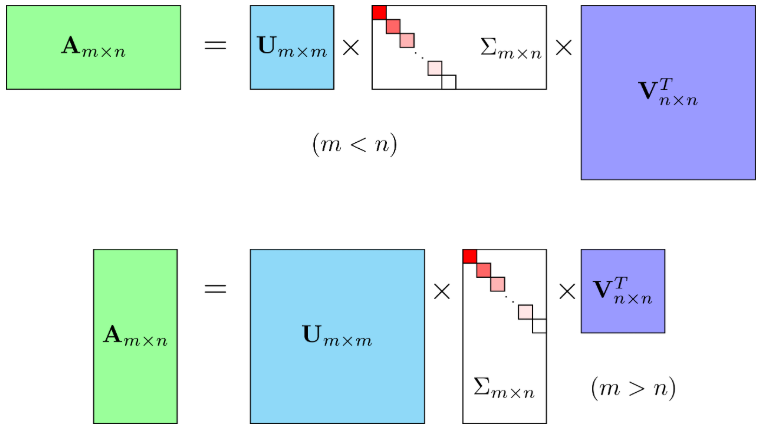 A_{m×n} = U_{m×m} × Σ_{m×n} × V^T_{n×n}
(m < n)
A_{m×n} = U_{m×m} × Σ_{m×n} × V^T_{n×n}
(m > n)